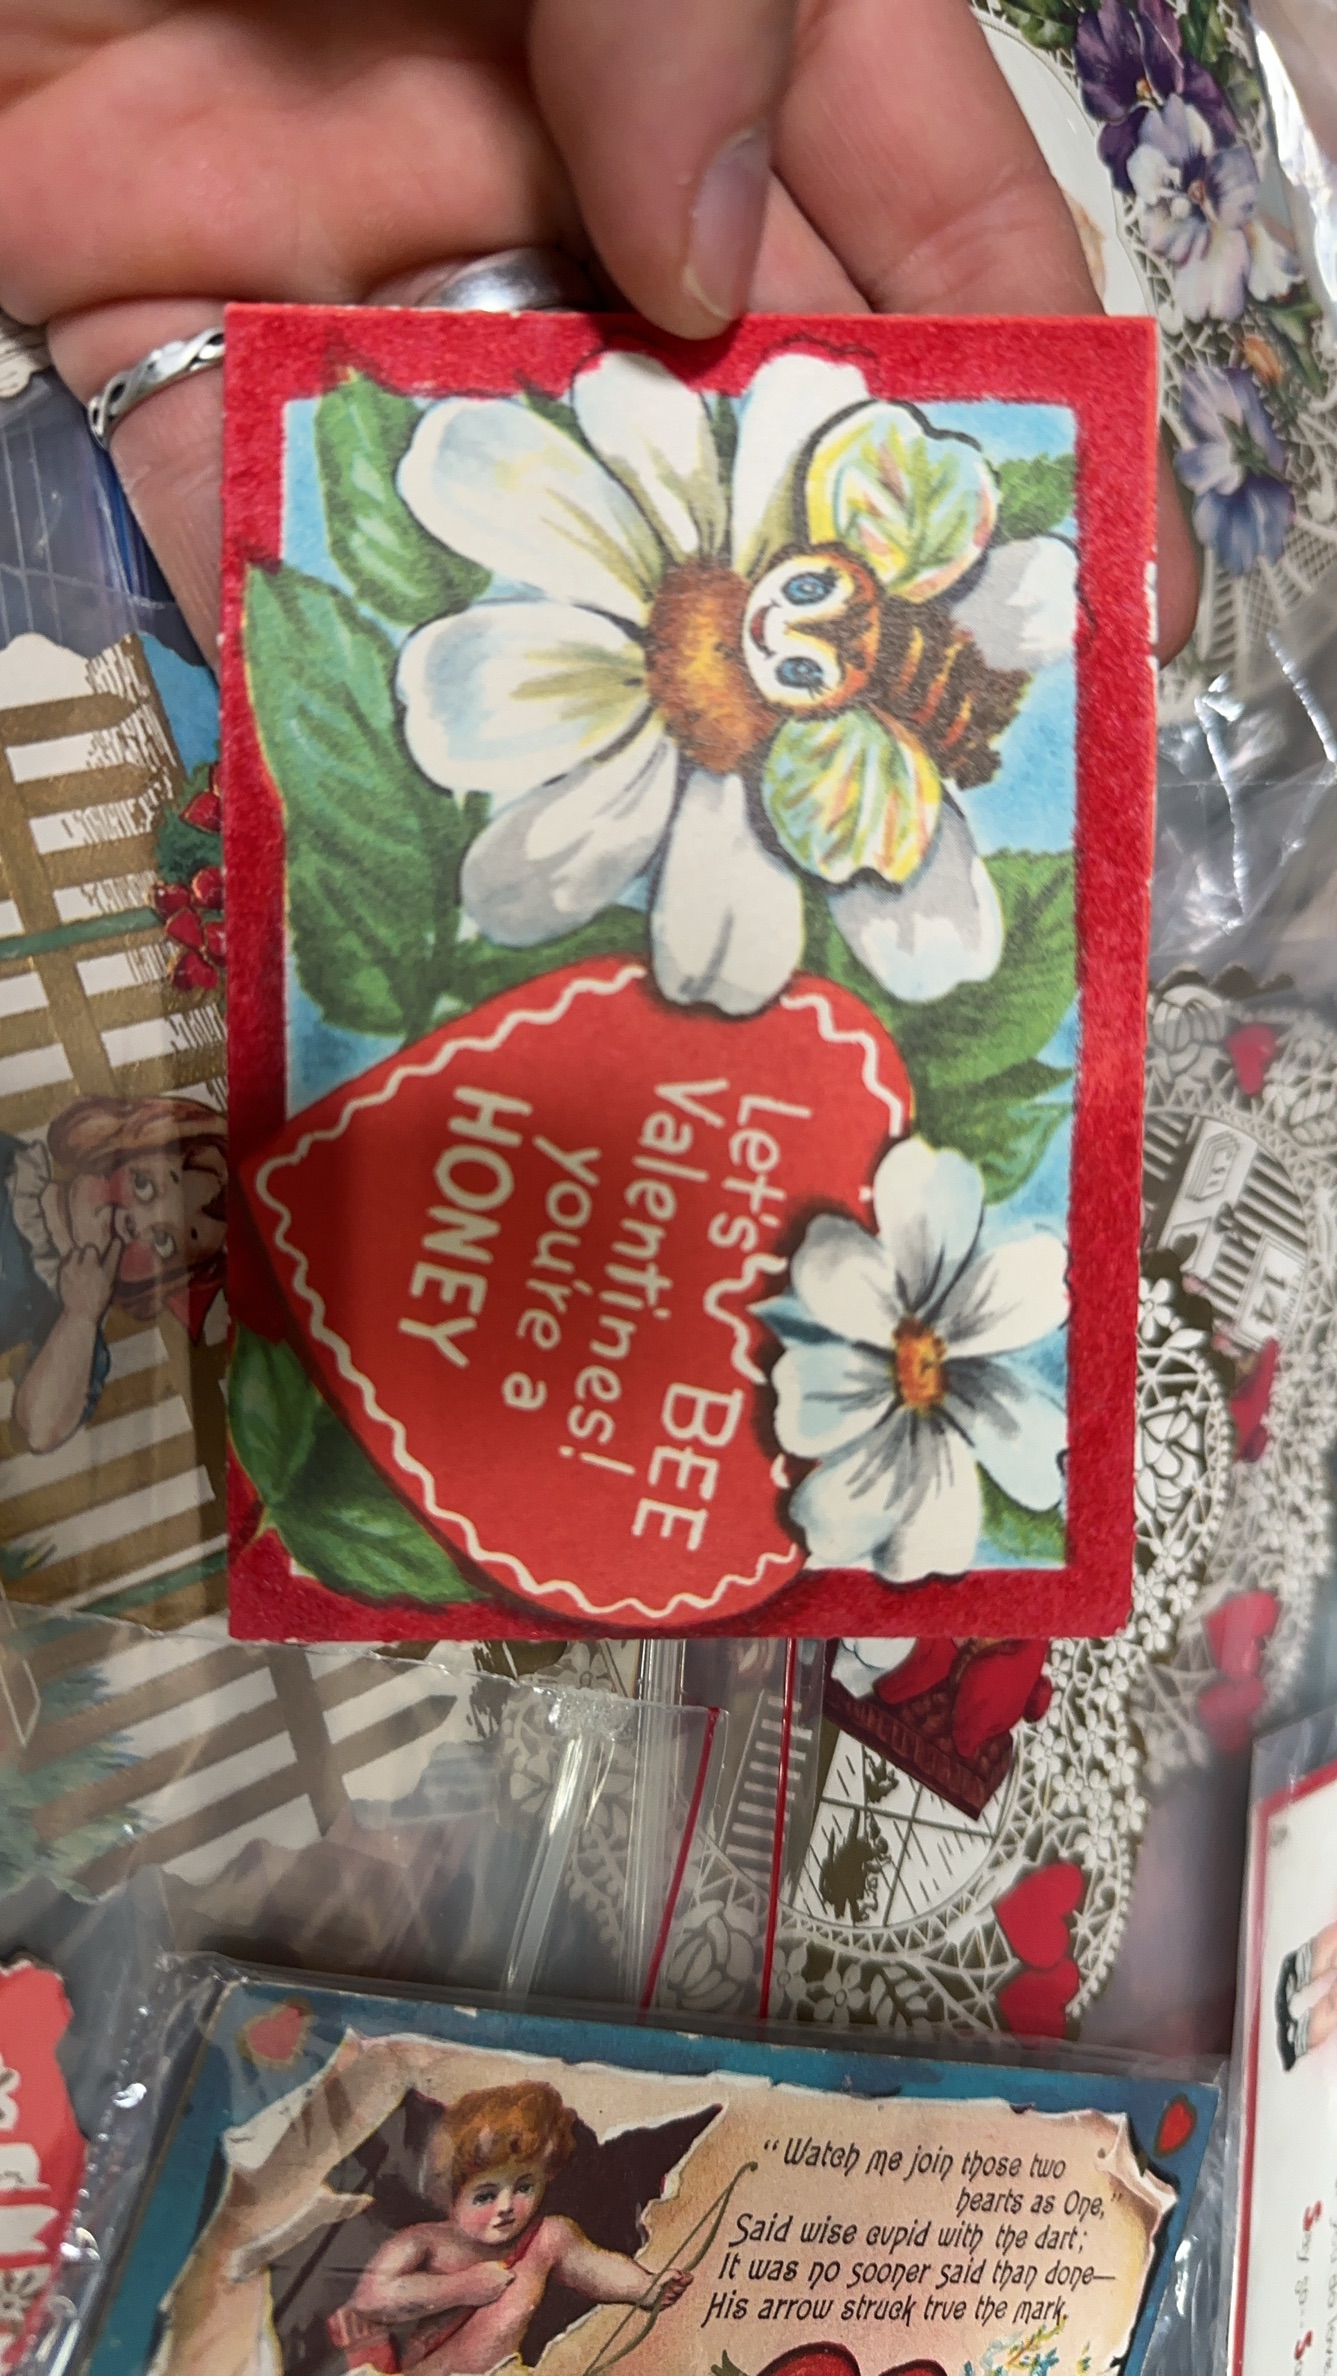 Let's BEE
Valentines!
you're a
HONEY
"Watch me join those two
hearts as One,"
Said wise cupid with the dart;
It was no sooner said than done—
His arrow struck true the mark.
14